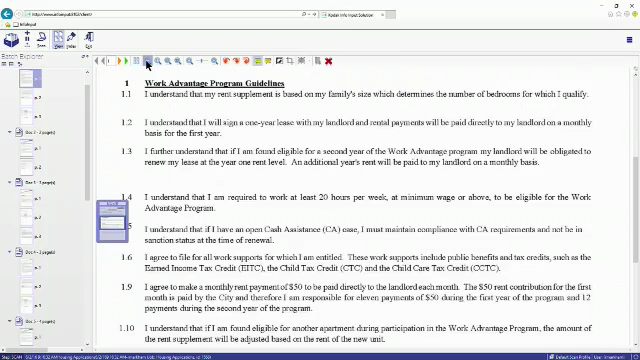 Kodak Info Input Solution
InfoInput
Scan
View
Index
Exit
Batch Explorer
p. 2
p. 3
p. 1
p. 2
p. 1
p. 3
p. 1
p. 2
p. 1
1 Work Advantage Program Guidelines
1.1 I understand that my rent supplement is based on my family's size which determines the number of bedrooms for which I qualify.
1.2 I understand that I will sign a one-year lease with my landlord and rental payments will be paid directly to my landlord on a monthly
basis for the first year.
1.3 I further understand that if I am found eligible for a second year of the Work Advantage program my landlord will be obligated to
renew my lease at the year one rent level. An additional year's rent will be paid to my landlord on a monthly basis.
1.4 I understand that I am required to work at least 20 hours per week, at minimum wage or above, to be eligible for the Work
Advantage Program.
5 I understand that if I have an open Cash Assistance (CA) case, I must maintain compliance with CA requirements and not be in
sanction status at the time of renewal.
1.6 I agree to file for all work supports for which I am entitled. These work supports include public benefits and tax credits, such as the
Earned Income Tax Credit (EITC), the Child Tax Credit (CTC) and the Child Care Tax Credit (CCTC).
1.9 I agree to make a monthly rent payment of $50 to be paid directly to the landlord each month. The $50 rent contribution for the first
month is paid by the City and therefore I am responsible for eleven payments of $50 during the first year of the program and 12
payments during the second year of the program.
1.10 I understand that if I am found eligible for another apartment during participation in the Work Advantage Program, the amount of
the rent supplement will be adjusted based on the rent of the new unit.
Step: SCAN
Default Scan Profile